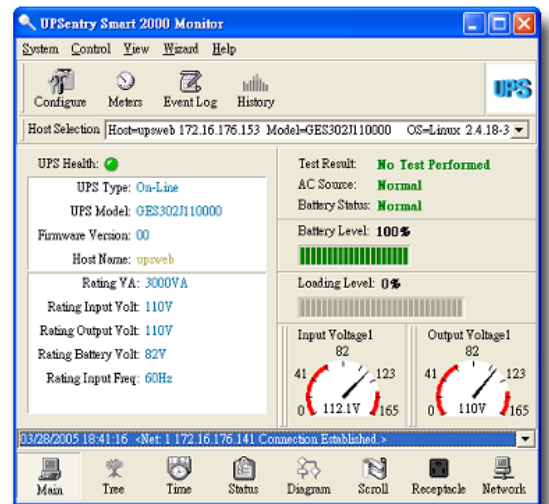 UPSentry Smart 2000 Monitor
System Control View Wizard Help
Configure Meters Event Log History
UPS
Host Selection Host=upsweb 172.16.176.153 Model=GES302J110000 OS=Linux 2.4.18-3
UPS Health:
UPS Type: On-Line
UPS Model: GES302J110000
Firmware Version: 00
Host Name: upsweb
Rating VA: 3000VA
Rating Input Volt: 110V
Rating Output Volt: 110V
Rating Battery Volt: 82V
Rating Input Freq: 60Hz
Test Result: No Test Performed
AC Source: Normal
Battery Status: Normal
Battery Level: 100%
Loading Level: 0%
Input Voltage1
82
41 123
0 112.1V 165
Output Voltage1
82
41 123
0 110V 165
03/28/2005 18:41:16 <Net: 1 172.16.176.141 Connection Established.>
Main Tree Time Status Diagram Scroll Receptacle Network